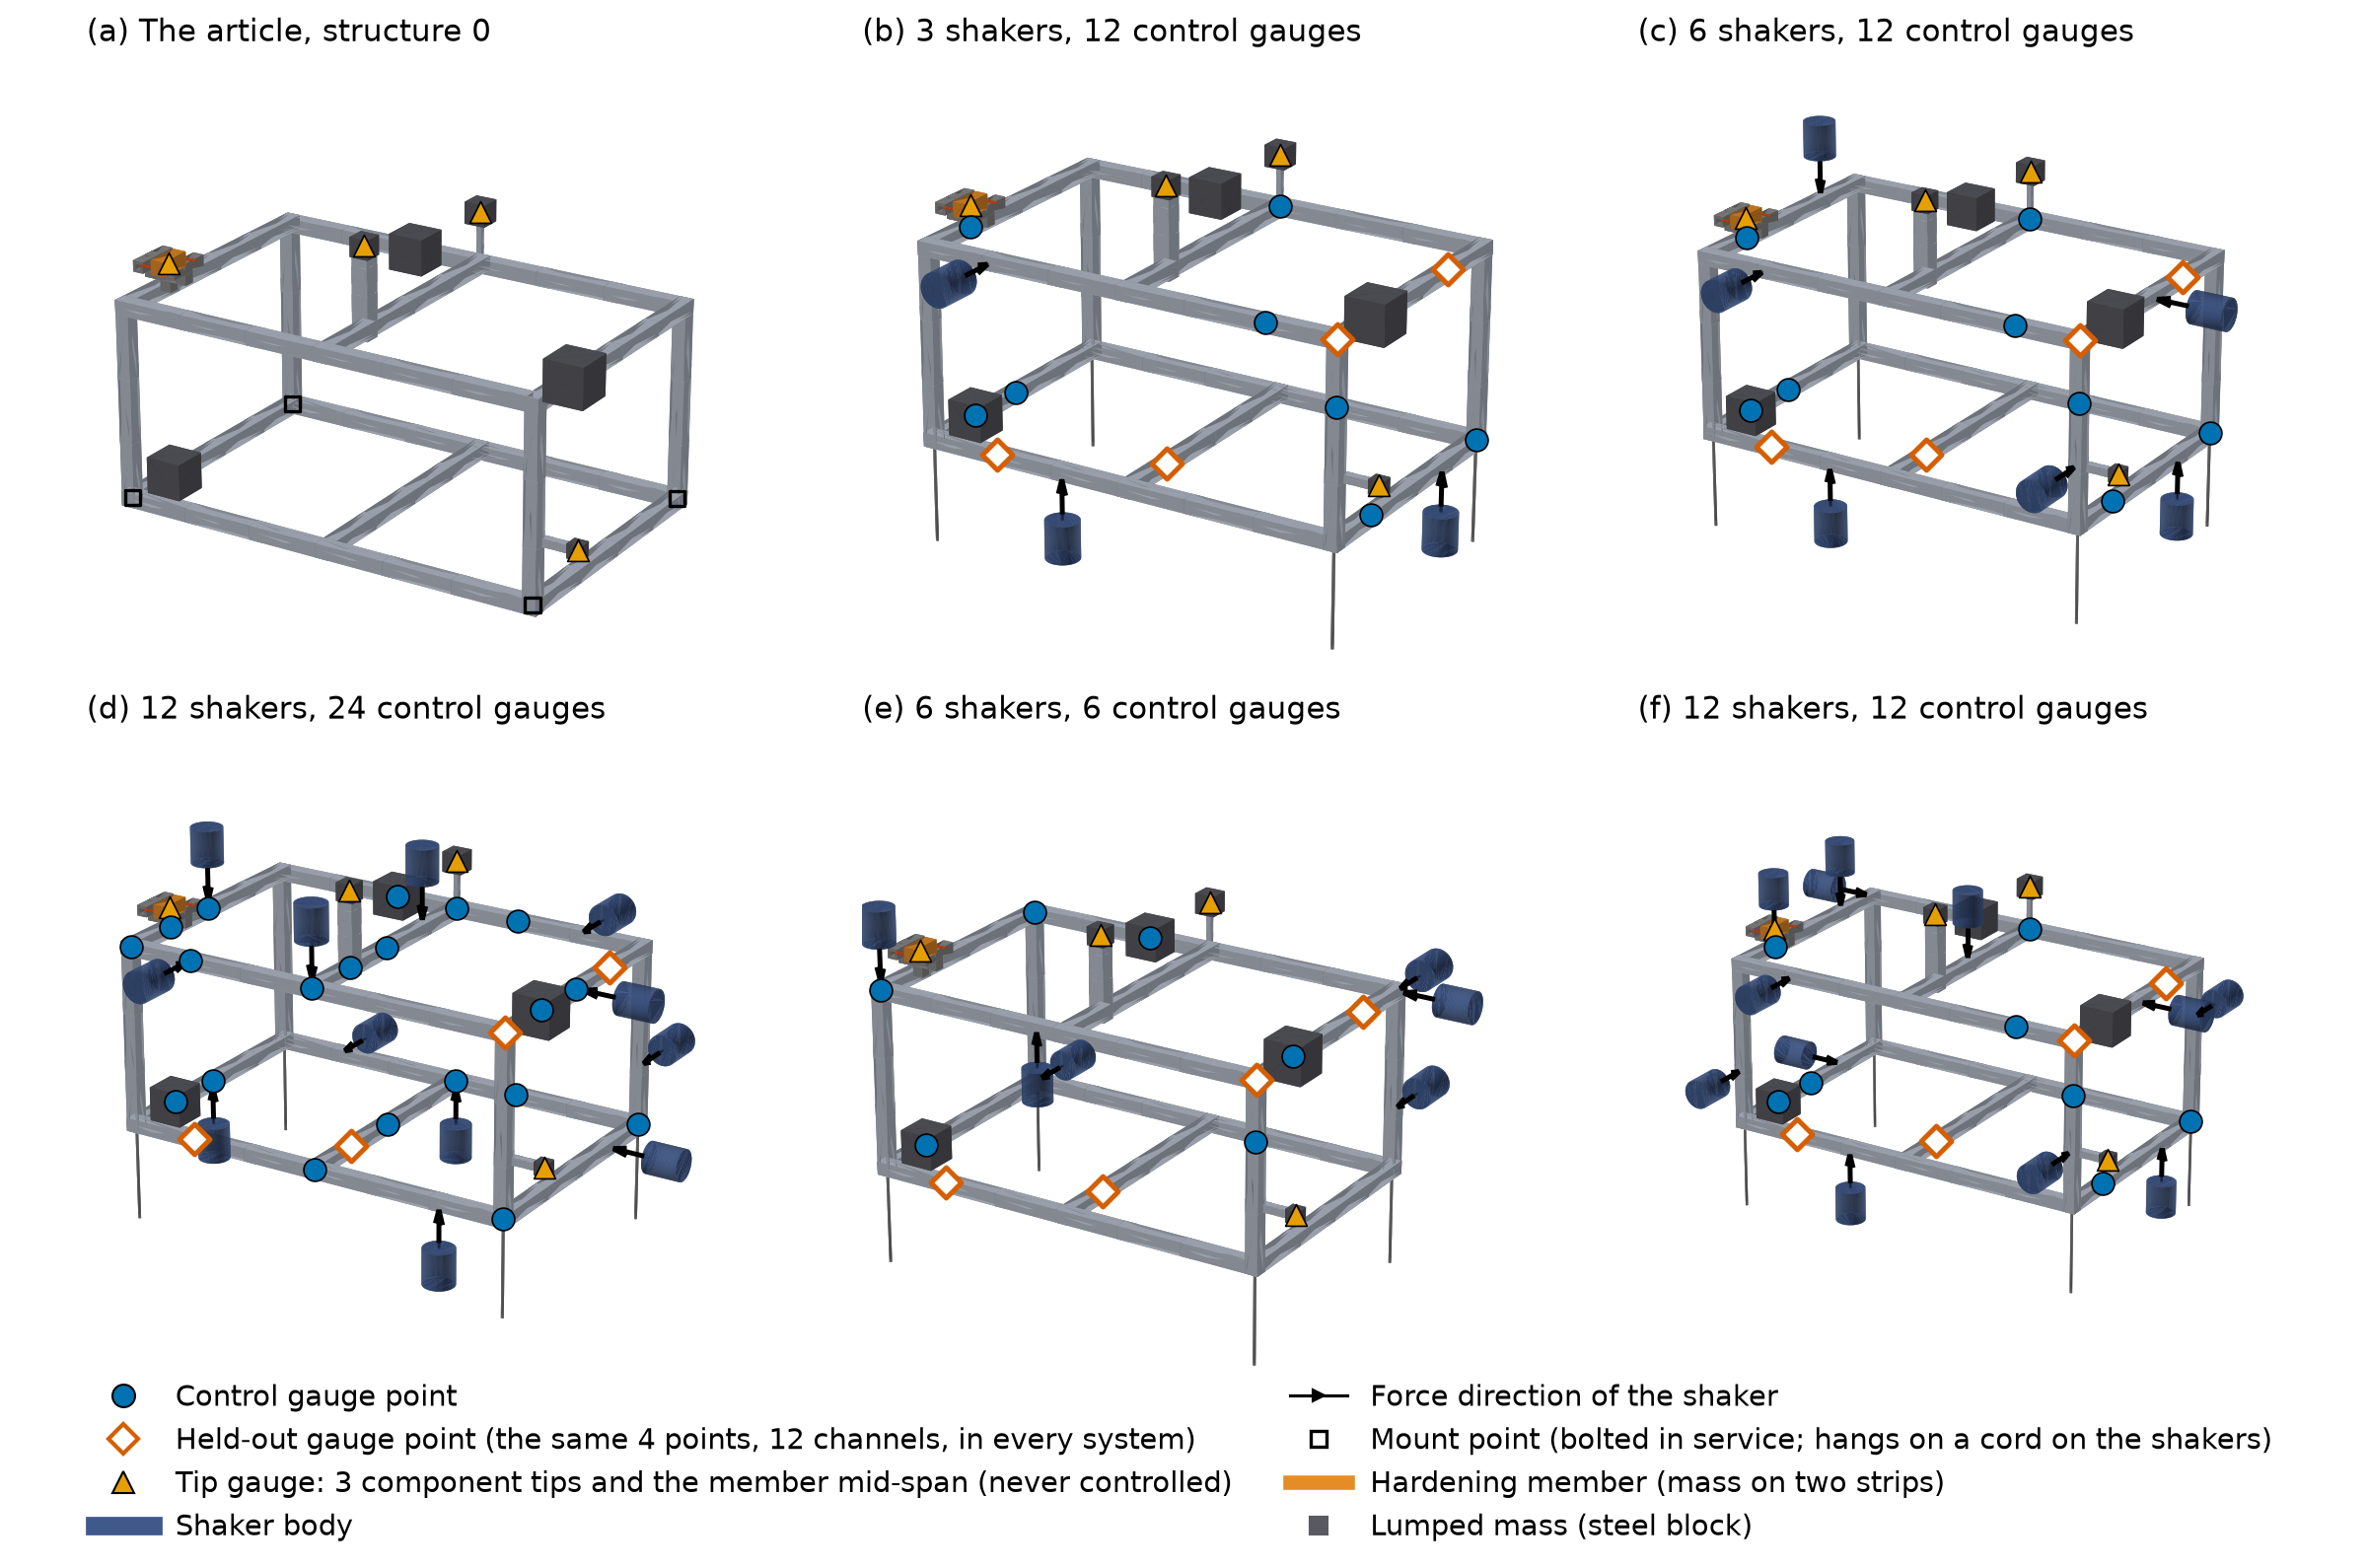 (a) The article, structure 0
(b) 3 shakers, 12 control gauges
(c) 6 shakers, 12 control gauges
(d) 12 shakers, 24 control gauges
(e) 6 shakers, 6 control gauges
(f) 12 shakers, 12 control gauges
Control gauge point
Held-out gauge point (the same 4 points, 12 channels, in every system)
Tip gauge: 3 component tips and the member mid-span (never controlled)
Shaker body
Force direction of the shaker
Mount point (bolted in service; hangs on a cord on the shakers)
Hardening member (mass on two strips)
Lumped mass (steel block)